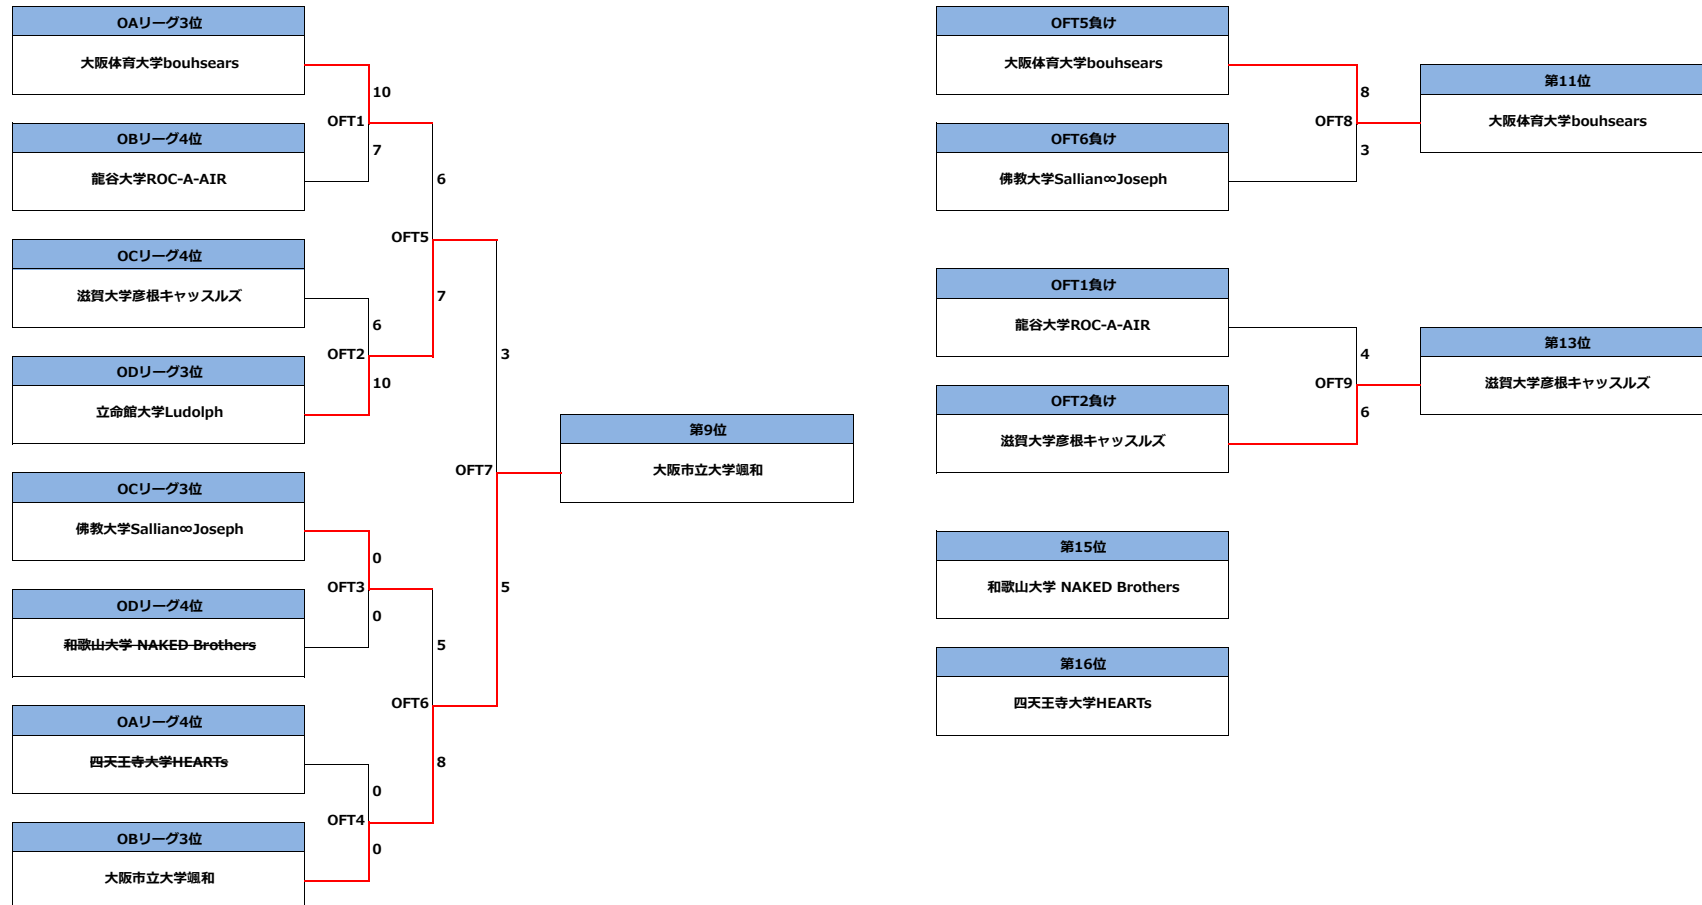 OAリーグ3位
大阪体育大学bouhsears
10
OFT1
OBリーグ4位
7
龍谷大学ROC-A-AIR
6
OFT5
OCリーグ4位
滋賀大学彦根キャッスルズ
7
6
OFT2
3
ODリーグ3位
10
立命館大学Ludolph
第9位
OFT7
大阪市立大学颯和
OCリーグ3位
佛教大学Sallian∞Joseph
0
OFT3
5
ODリーグ4位
0
和歌山大学 NAKED Brothers
5
OFT6
OAリーグ4位
四天王寺大学HEARTs
8
0
OFT4
OBリーグ3位
0
大阪市立大学颯和
OFT5負け
大阪体育大学bouhsears
8
第11位
OFT8
大阪体育大学bouhsears
OFT6負け
3
佛教大学Sallian∞Joseph
OFT1負け
龍谷大学ROC-A-AIR
4
第13位
OFT9
滋賀大学彦根キャッスルズ
OFT2負け
6
滋賀大学彦根キャッスルズ
第15位
和歌山大学 NAKED Brothers
第16位
四天王寺大学HEARTs